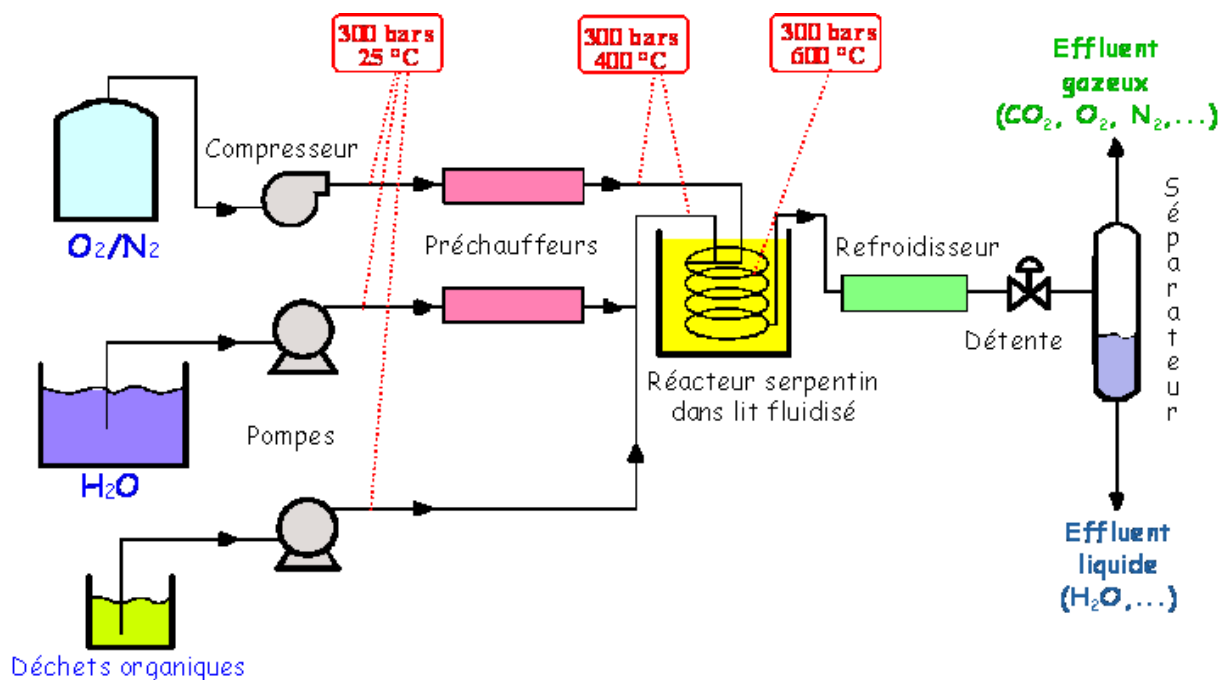 300 bars
25 °C
300 bars
400 °C
300 bars
600 °C
Effluent
gazeux
(CO₂, O₂, N₂,...)
Compresseur
O₂/N₂
Préchauffeurs
Refroidisseur
Séparateur
Détente
Réacteur serpentin
dans lit fluidisé
Pompes
H₂O
Effluent
liquide
(H₂O,...)
Déchets organiques